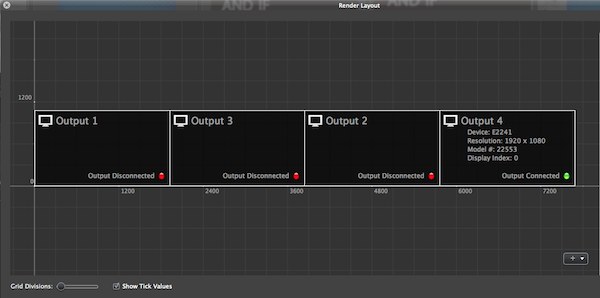 AND IF
AND IF
Render Layout
1200
Output 1
Output 3
Output 2
Output 4
Device: E2241
Resolution: 1920 x 1080
Model #: 22553
Display Index: 0
Output Disconnected
Output Disconnected
Output Disconnected
Output Connected
0
1200
2400
3600
4800
6000
7200
+
Grid Divisions:
Show Tick Values